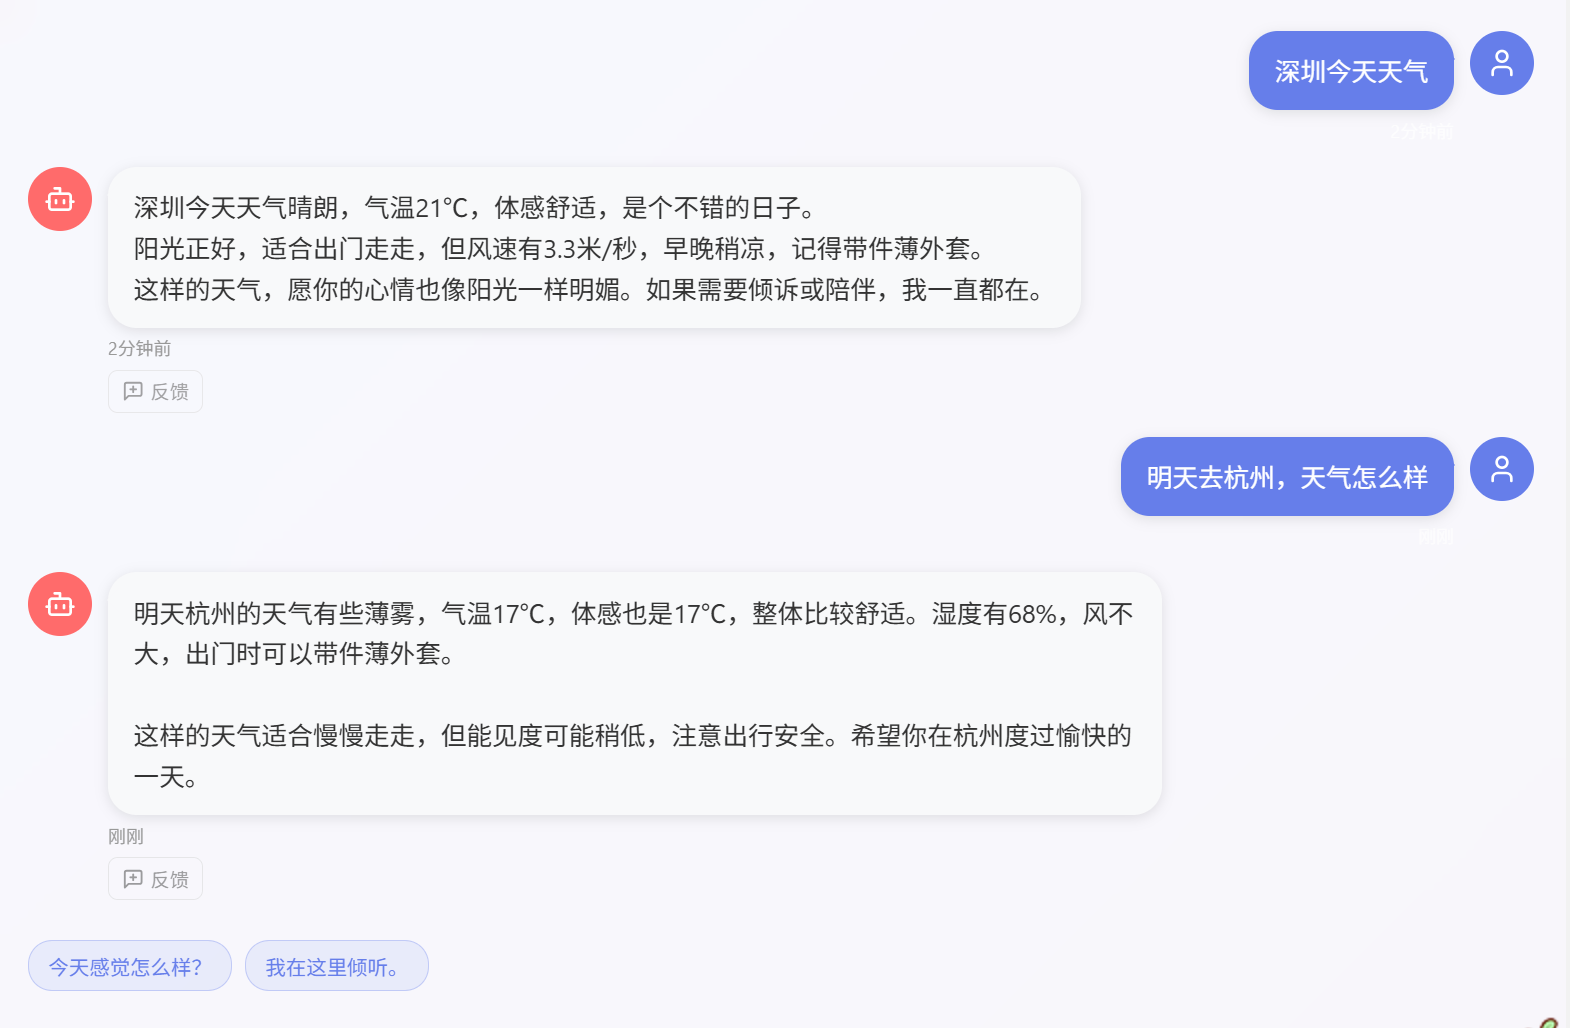 深圳今天天气
2分钟前
深圳今天天气晴朗，气温21°C，体感舒适，是个不错的日子。
阳光正好，适合出门走走，但风速有3.3米/秒，早晚稍凉，记得带件薄外套。
这样的天气，愿你的心情也像阳光一样明媚。如果需要倾诉或陪伴，我一直都在。
2分钟前
反馈
明天去杭州，天气怎么样
刚刚
明天杭州的天气有些薄雾，气温17°C，体感也是17°C，整体比较舒适。湿度有68%，风不
大，出门时可以带件薄外套。
这样的天气适合慢慢走走，但能见度可能稍低，注意出行安全。希望你在杭州度过愉快的
一天。
刚刚
反馈
今天感觉怎么样？
我在这里倾听。